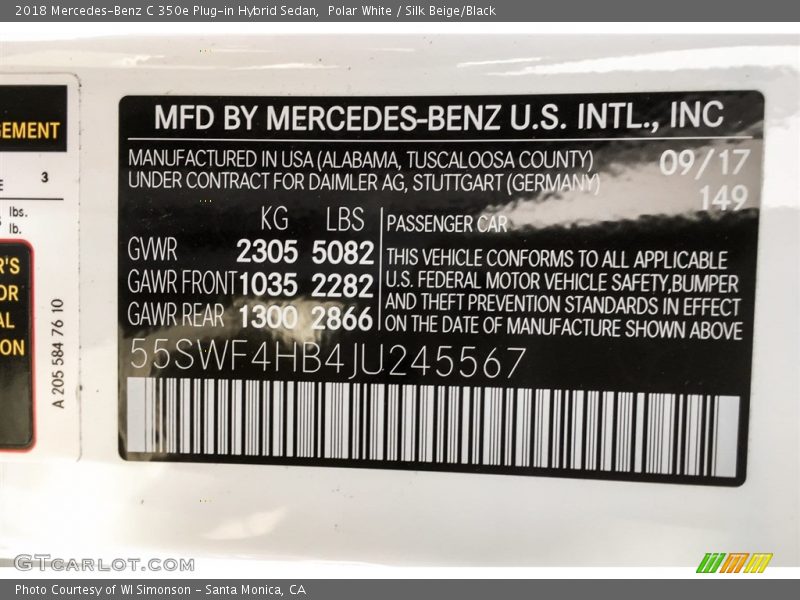 2018 Mercedes-Benz C 350e Plug-in Hybrid Sedan, Polar White / Silk Beige/Black
GEMENT
3
lbs.
lb.
R'S
OR
AL
ON
A 205 584 76 10
MFD BY MERCEDES-BENZ U.S. INTL., INC
MANUFACTURED IN USA (ALABAMA, TUSCALOOSA COUNTY) 09/17
UNDER CONTRACT FOR DAIMLER AG, STUTTGART (GERMANY) 149
KG LBS
GVWR 2305 5082
GAWR FRONT 1035 2282
GAWR REAR 1300 2866
PASSENGER CAR
THIS VEHICLE CONFORMS TO ALL APPLICABLE
U.S. FEDERAL MOTOR VEHICLE SAFETY,BUMPER
AND THEFT PREVENTION STANDARDS IN EFFECT
ON THE DATE OF MANUFACTURE SHOWN ABOVE
55SWF4HB4JU245567
GTCARLOT.COM
Photo Courtesy of WI Simonson - Santa Monica, CA